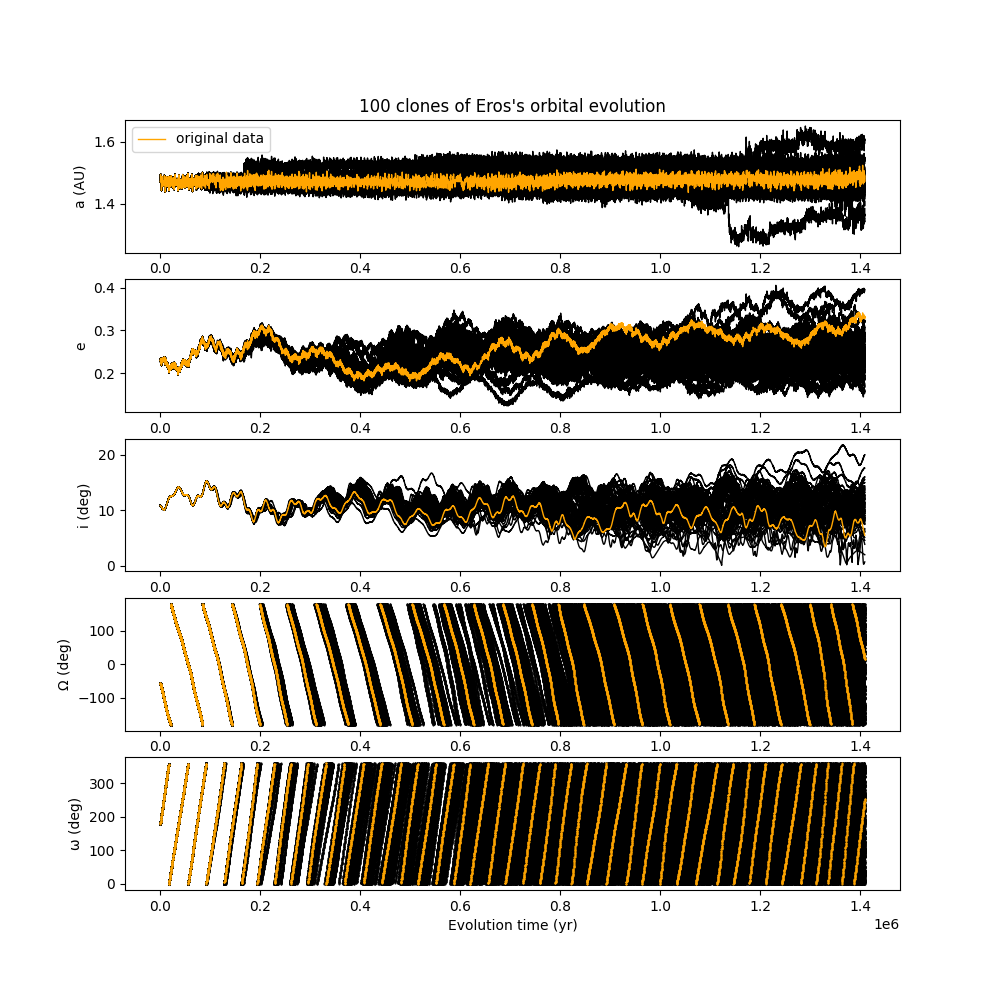 100 clones of Eros's orbital evolution
original data
a (AU)
1.6
1.4
0.0 0.2 0.4 0.6 0.8 1.0 1.2 1.4
e
0.4
0.3
0.2
0.0 0.2 0.4 0.6 0.8 1.0 1.2 1.4
i (deg)
20
10
0
0.0 0.2 0.4 0.6 0.8 1.0 1.2 1.4
Ω (deg)
100
0
−100
0.0 0.2 0.4 0.6 0.8 1.0 1.2 1.4
ω (deg)
300
200
100
0
0.0 0.2 0.4 0.6 0.8 1.0 1.2 1.4
Evolution time (yr)
1e6